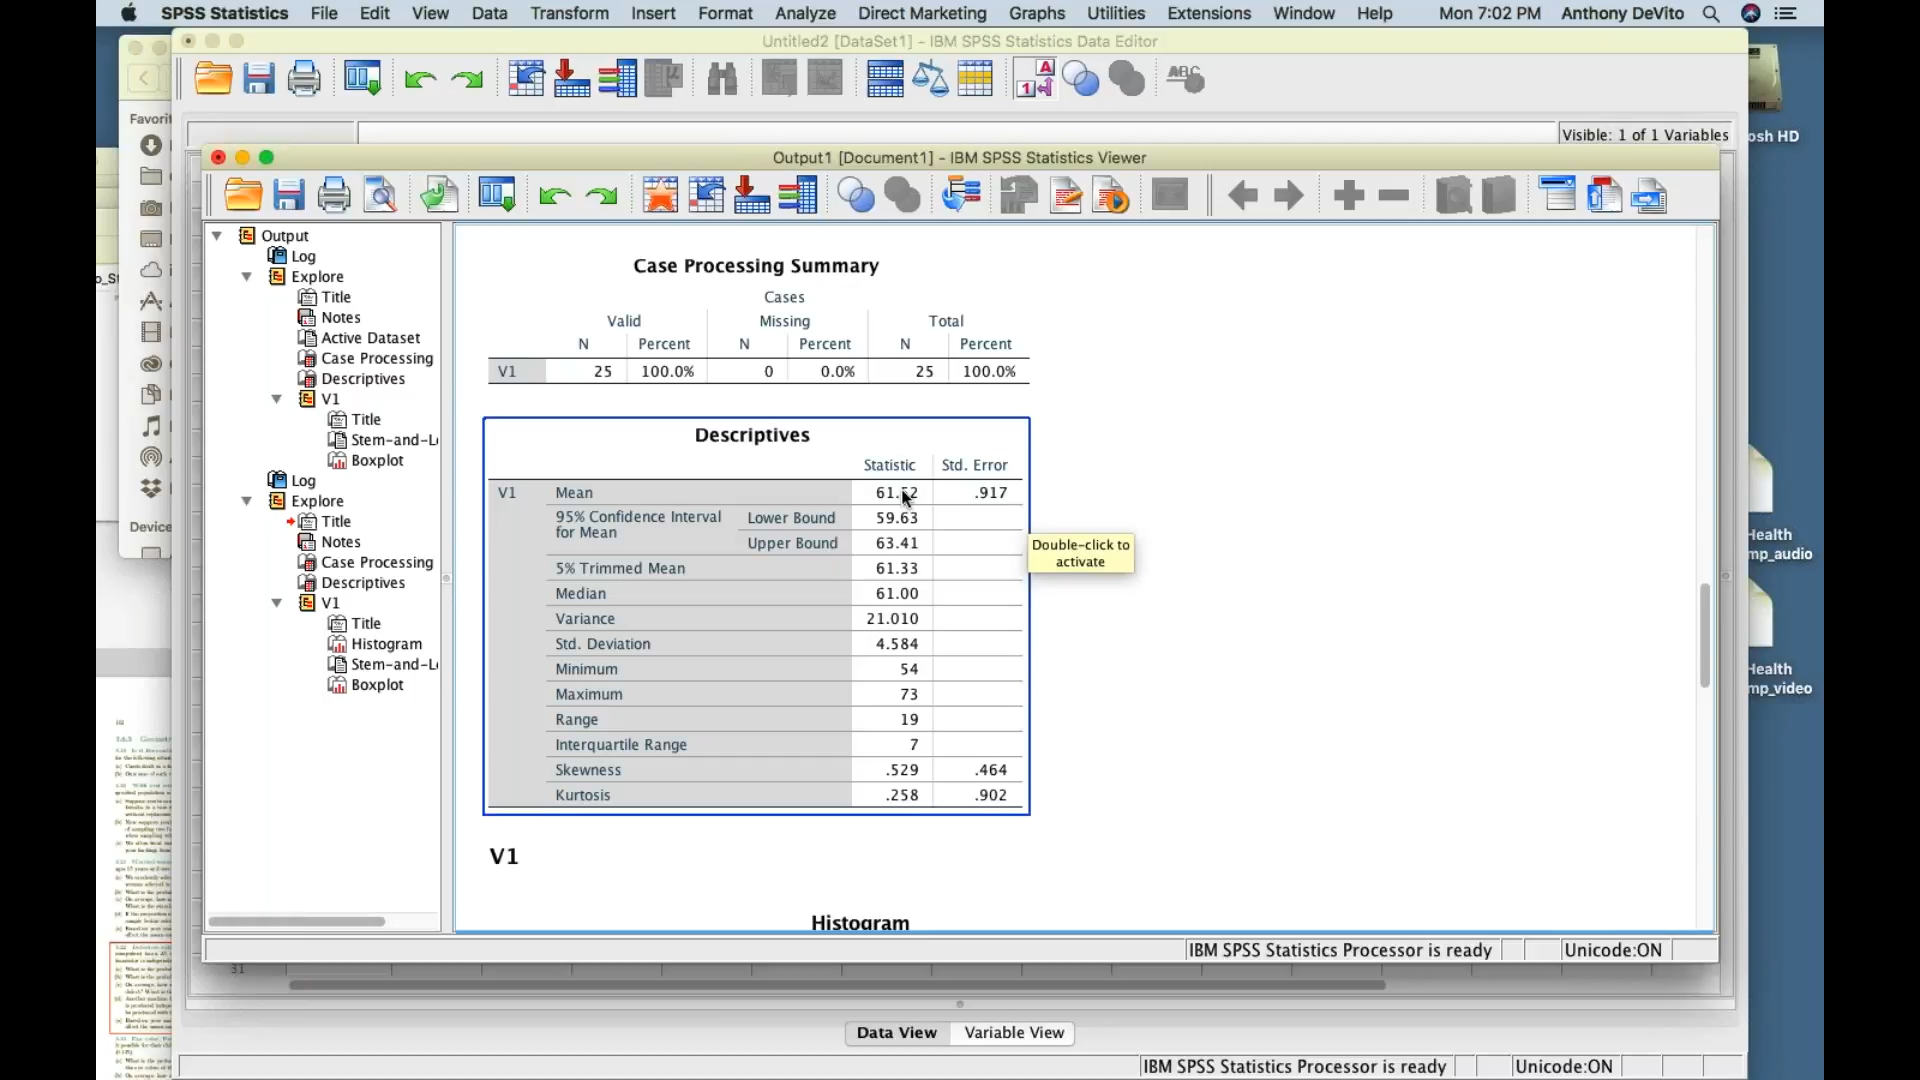 SPSS Statistics File Edit View Data Transform Insert Format Analyze Direct Marketing Graphs Utilities Extensions Window Help Mon 7:02 PM Anthony DeVito
Untitled2 [DataSet1] - IBM SPSS Statistics Data Editor
Visible: 1 of 1 Variables
Output1 [Document1] - IBM SPSS Statistics Viewer
Output
Log
Explore
Title
Notes
Active Dataset
Case Processing
Descriptives
V1
Title
Stem-and-L
Boxplot
Log
Explore
Title
Notes
Case Processing
Descriptives
V1
Title
Histogram
Stem-and-L
Boxplot
Case Processing Summary
Cases
Valid Missing Total
N Percent N Percent N Percent
V1 25 100.0% 0 0.0% 25 100.0%
Descriptives
Statistic Std. Error
V1 Mean .917
95% Confidence Interval for Mean Lower Bound 59.63
Upper Bound 63.41
5% Trimmed Mean 61.33
Median 61.00
Variance 21.010
Std. Deviation 4.584
Minimum 54
Maximum 73
Range 19
Interquartile Range 7
Skewness .529 .464
Kurtosis .258 .902
Double-click to
activate
V1
Histogram
IBM SPSS Statistics Processor is ready Unicode:ON
31
Data View Variable View
IBM SPSS Statistics Processor is ready Unicode:ON
Favori
Device
osh HD
Health
mp_audio
Health
mp_video